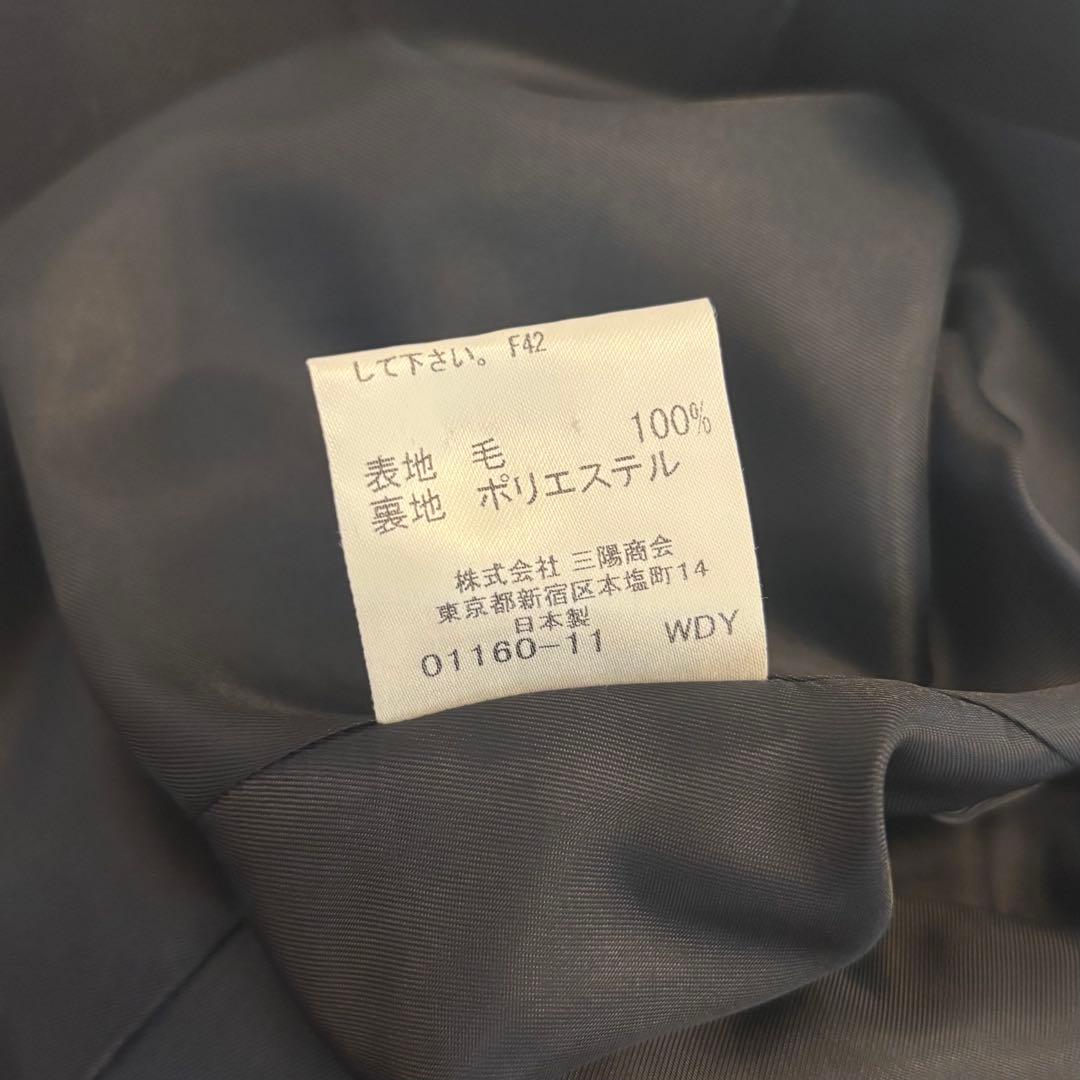 して下さい。 F42
表地 毛 100%
裏地 ポリエステル
株式会社 三陽商会
東京都新宿区本塩町14
日本製
01160-11 WDY